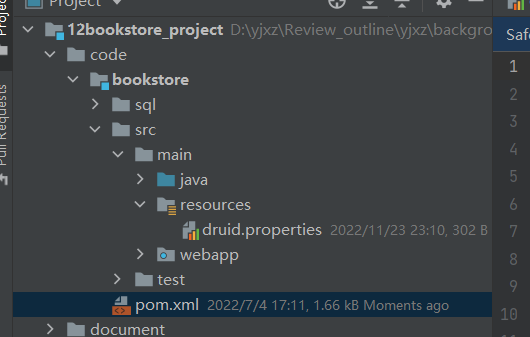 Project
12bookstore_project D:\yjxz\Review_outline\yjxz\backgro
code
bookstore
sql
src
main
java
resources
druid.properties 2022/11/23 23:10, 302 B
webapp
test
pom.xml 2022/7/4 17:11, 1.66 kB Moments ago
document
Pull Requests
Safe
1
2
3
4
5
6
7
8
9
10